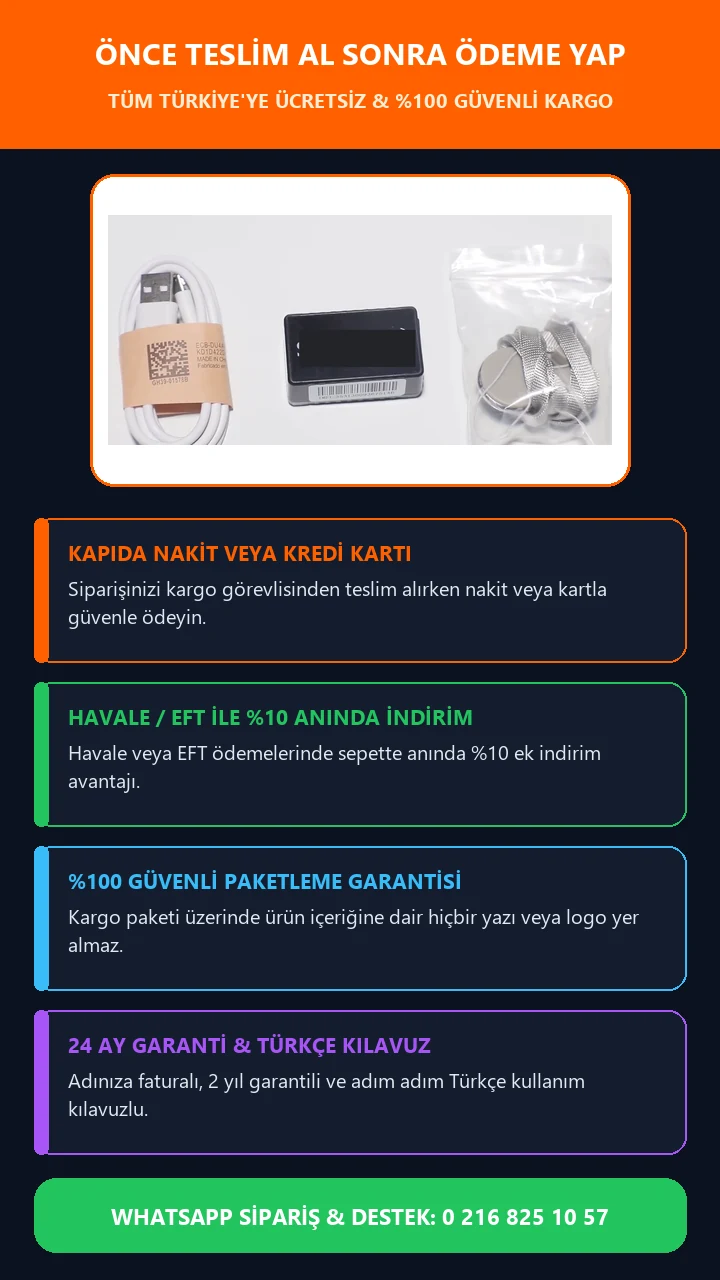 ÖNCE TESLİM AL SONRA ÖDEME YAP
TÜM TÜRKİYE'YE ÜCRETSİZ & %100 GÜVENLİ KARGO
MADE IN
Fabricado en
KAPIDA NAKİT VEYA KREDİ KARTI
Siparişinizi kargo görevlisinden teslim alırken nakit veya kartla
güvenle ödeyin.
HAVALE / EFT İLE %10 ANINDA İNDİRİM
Havale veya EFT ödemelerinde sepette anında %10 ek indirim
avantajı.
%100 GÜVENLİ PAKETLEME GARANTİSİ
Kargo paketi üzerinde ürün içeriğine dair hiçbir yazı veya logo yer
almaz.
24 AY GARANTİ & TÜRKÇE KILAVUZ
Adınıza faturalı, 2 yıl garantili ve adım adım Türkçe kullanım
kılavuzlu.
WHATSAPP SİPARİŞ & DESTEK: 0 216 825 10 57